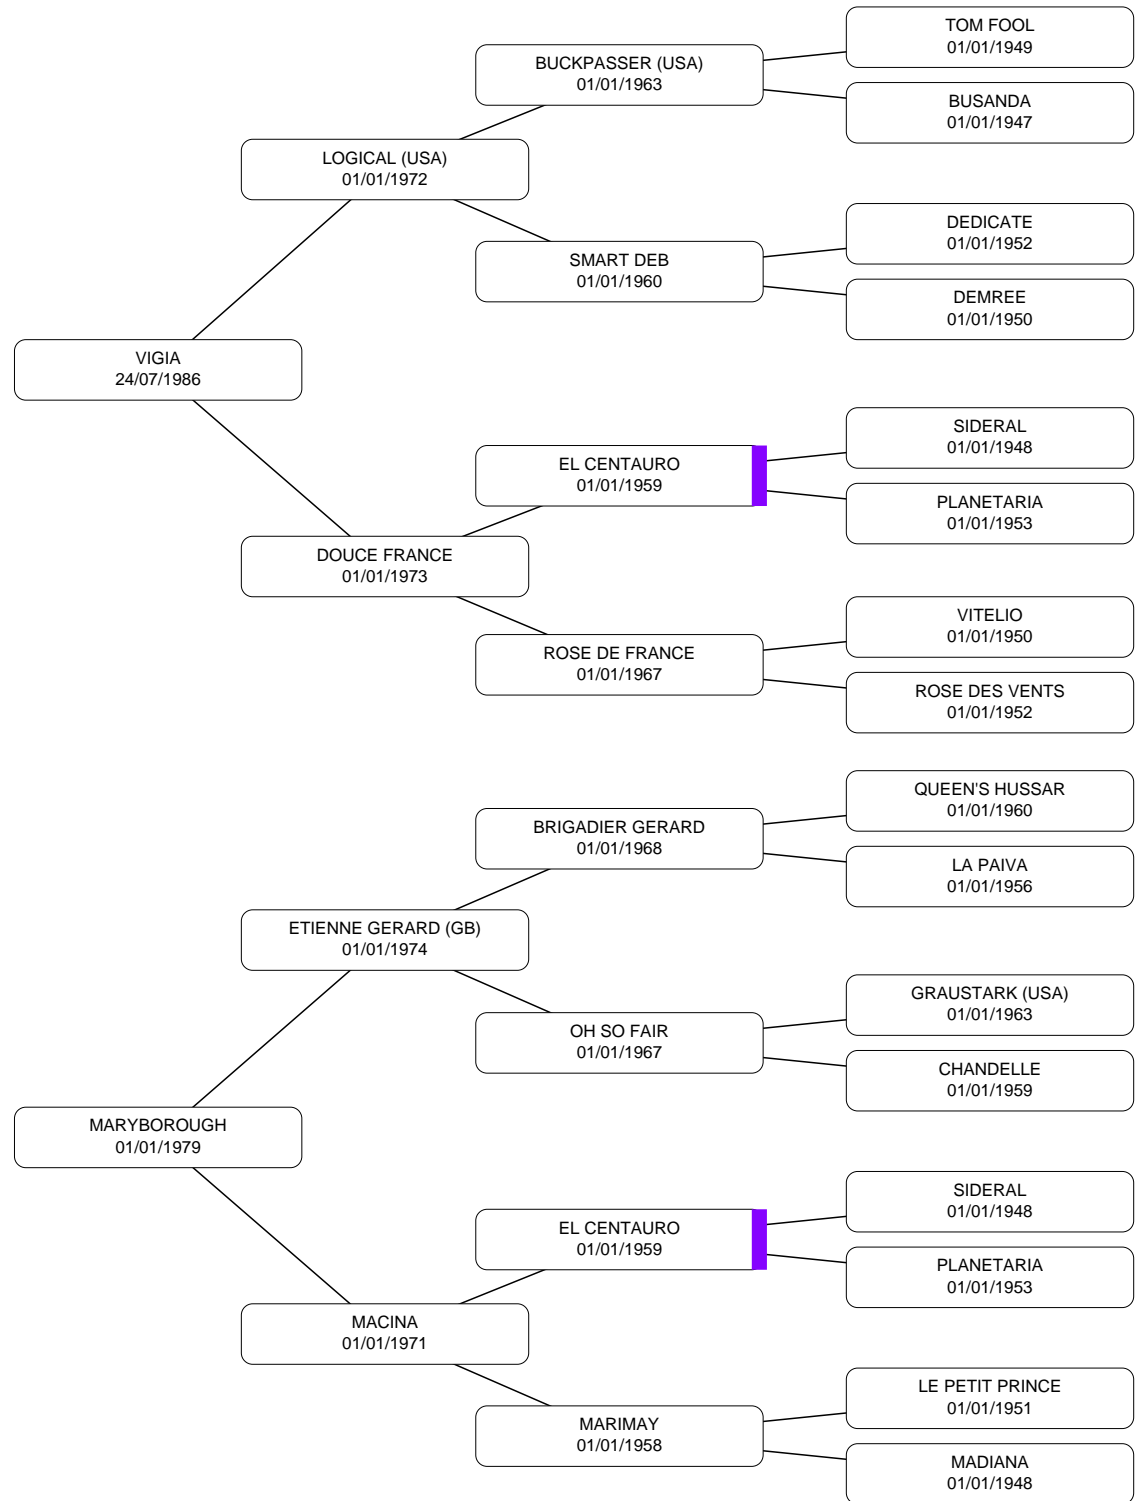 TOM FOOL
01/01/1949
BUCKPASSER (USA)
01/01/1963
BUSANDA
01/01/1947
LOGICAL (USA)
01/01/1972
DEDICATE
01/01/1952
SMART DEB
01/01/1960
DEMREE
01/01/1950
VIGIA
24/07/1986
SIDERAL
01/01/1948
EL CENTAURO
01/01/1959
PLANETARIA
01/01/1953
DOUCE FRANCE
01/01/1973
VITELIO
01/01/1950
ROSE DE FRANCE
01/01/1967
ROSE DES VENTS
01/01/1952
QUEEN'S HUSSAR
01/01/1960
BRIGADIER GERARD
01/01/1968
LA PAIVA
01/01/1956
ETIENNE GERARD (GB)
01/01/1974
GRAUSTARK (USA)
01/01/1963
OH SO FAIR
01/01/1967
CHANDELLE
01/01/1959
MARYBOROUGH
01/01/1979
SIDERAL
01/01/1948
EL CENTAURO
01/01/1959
PLANETARIA
01/01/1953
MACINA
01/01/1971
LE PETIT PRINCE
01/01/1951
MARIMAY
01/01/1958
MADIANA
01/01/1948